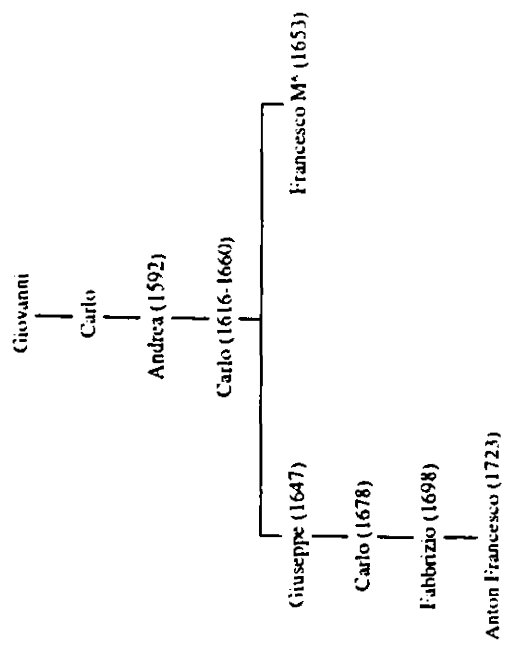 Giovanni
Carlo
Andrea (1592)
Carlo (1616-1660)
Giuseppe (1647)
Francesco Mª (1653)
Carlo (1678)
Fabbrizio (1698)
Anton Francesco (1723)